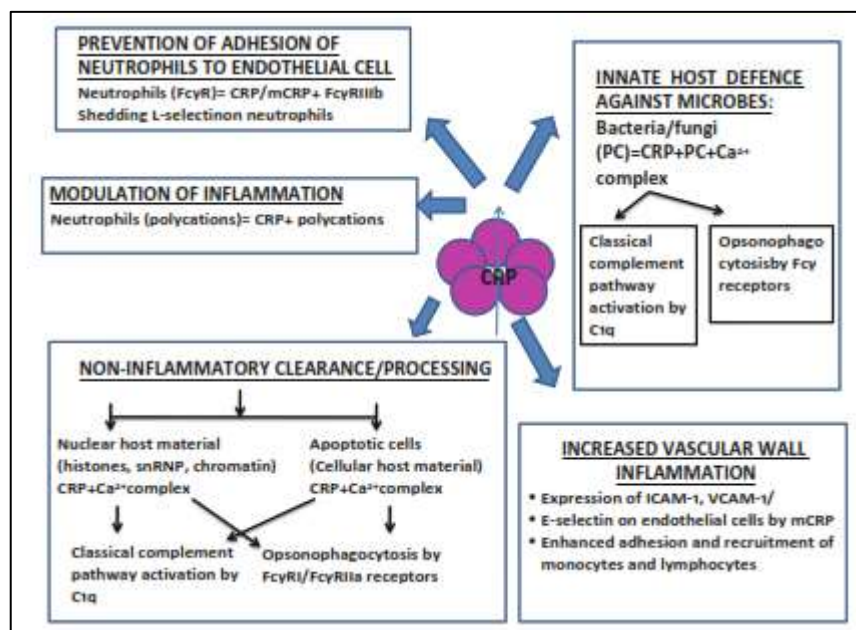 PREVENTION OF ADHESION OF
NEUTROPHILS TO ENDOTHELIAL CELL
Neutrophils (FcγR)= CRP/mCRP+ FcγRIIIb
Shedding L-selectinon neutrophils
MODULATION OF INFLAMMATION
Neutrophils (polycations)= CRP+ polycations
INNATE HOST DEFENCE
AGAINST MICROBES:
Bacteria/fungi
(PC)=CRP+PC+Ca²⁺
complex
Classical
complement
pathway
activation by
C1q
Opsonophago
cytosisby Fcγ
receptors
CRP
NON-INFLAMMATORY CLEARANCE/PROCESSING
Nuclear host material
(histones, snRNP, chromatin)
CRP+Ca²⁺complex
Apoptotic cells
(Cellular host material)
CRP+Ca²⁺complex
Classical complement
pathway activation by
C1q
Opsonophagocytosis by
FcγRI/FcγRIIa receptors
INCREASED VASCULAR WALL
INFLAMMATION
• Expression of ICAM-1, VCAM-1/
• E-selectin on endothelial cells by mCRP
• Enhanced adhesion and recruitment of
monocytes and lymphocytes